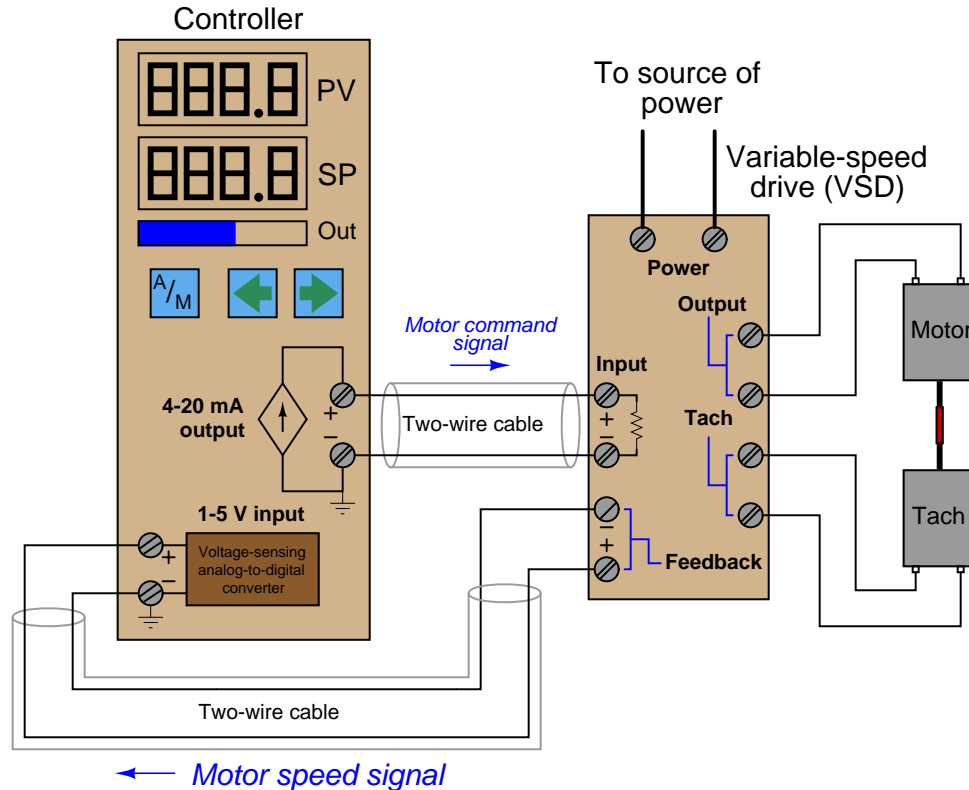 Controller
888.8
PV
888.8
SP
Out
A/M
4-20 mA
output
+
−
1-5 V input
Voltage-sensing
analog-to-digital
converter
+
−
Motor command
signal
Two-wire cable
To source of
power
Variable-speed
drive (VSD)
Power
Output
Input
+
−
Tach
−
+
Feedback
Motor
Tach
Two-wire cable
Motor speed signal